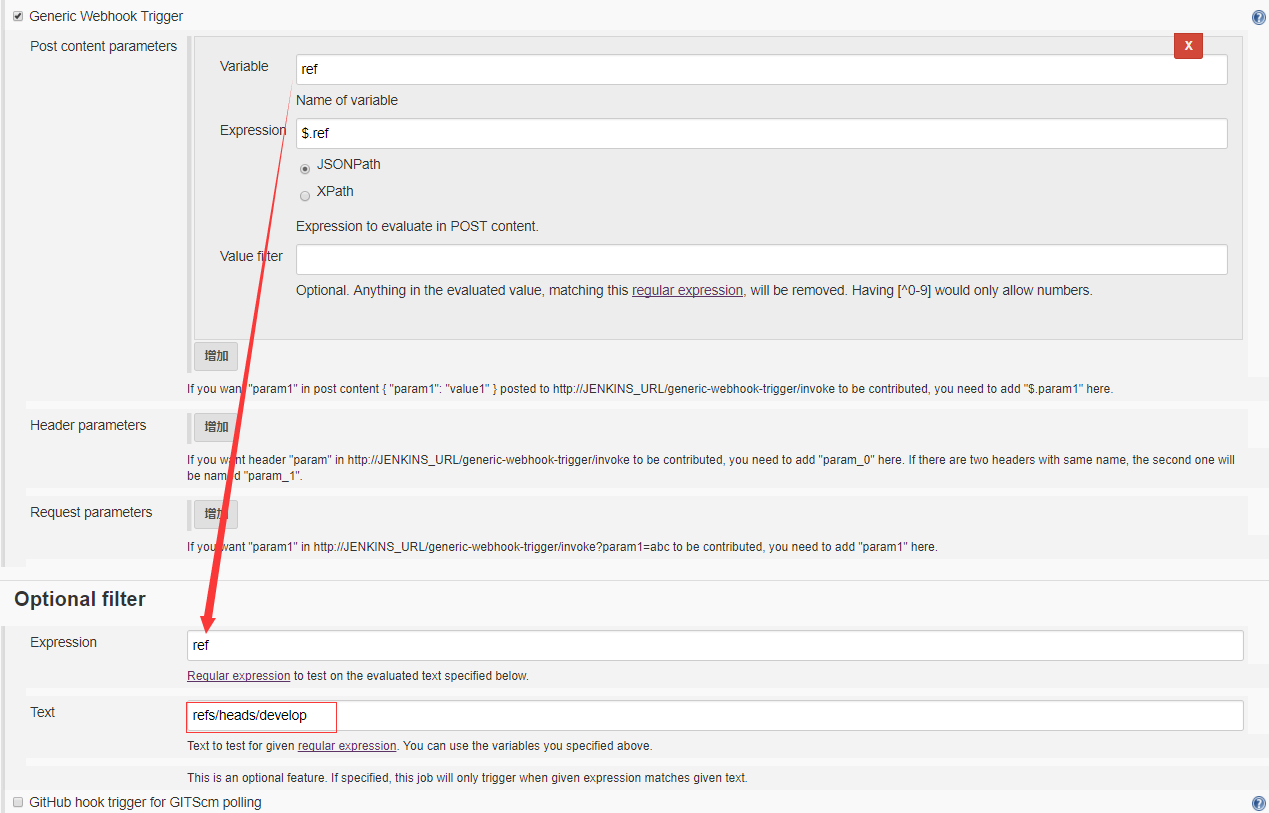 Generic Webhook Trigger
Post content parameters
X
Variable
ref
Name of variable
Expression
$.ref
JSONPath
XPath
Expression to evaluate in POST content.
Value filter
Optional. Anything in the evaluated value, matching this regular expression, will be removed. Having [^0-9] would only allow numbers.
增加
If you want "param1" in post content { "param1": "value1" } posted to http://JENKINS_URL/generic-webhook-trigger/invoke to be contributed, you need to add "$.param1" here.
Header parameters
增加
If you want header "param" in http://JENKINS_URL/generic-webhook-trigger/invoke to be contributed, you need to add "param_0" here. If there are two headers with same name, the second one will
be named "param_1".
Request parameters
增加
If you want "param1" in http://JENKINS_URL/generic-webhook-trigger/invoke?param1=abc to be contributed, you need to add "param1" here.
Optional filter
Expression
ref
Regular expression to test on the evaluated text specified below.
Text
refs/heads/develop
Text to test for given regular expression. You can use the variables you specified above.
This is an optional feature. If specified, this job will only trigger when given expression matches given text.
GitHub hook trigger for GITScm polling